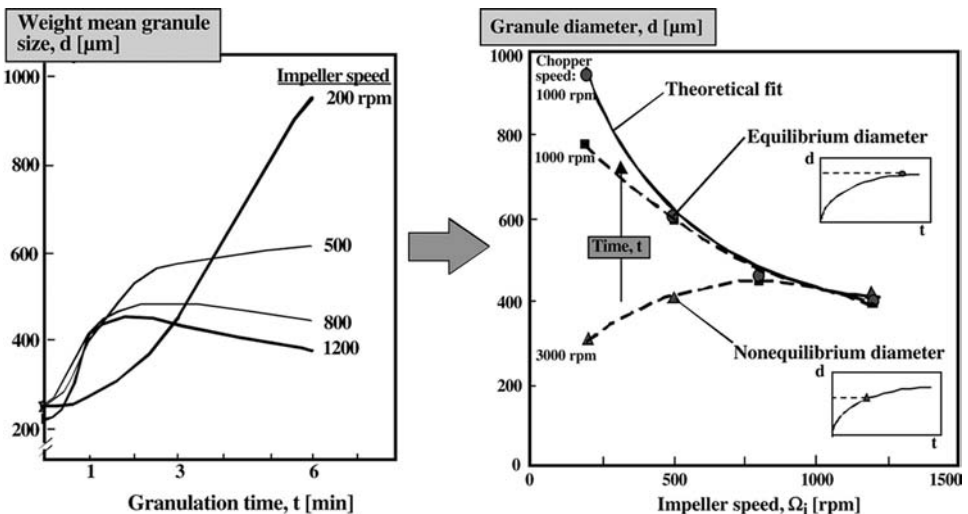 Weight mean granule
size, d [μm]
1000
800
600
400
200
Impeller speed
200 rpm
500
800
1200
1
3
6
Granulation time, t [min]
Granule diameter, d [μm]
1000
800
600
400
200
0
Chopper
speed:
1000 rpm
1000 rpm
3000 rpm
Theoretical fit
Equilibrium diameter
d
t
Time, t
Nonequilibrium diameter
d
t
0
500
1000
1500
Impeller speed, Ωi [rpm]